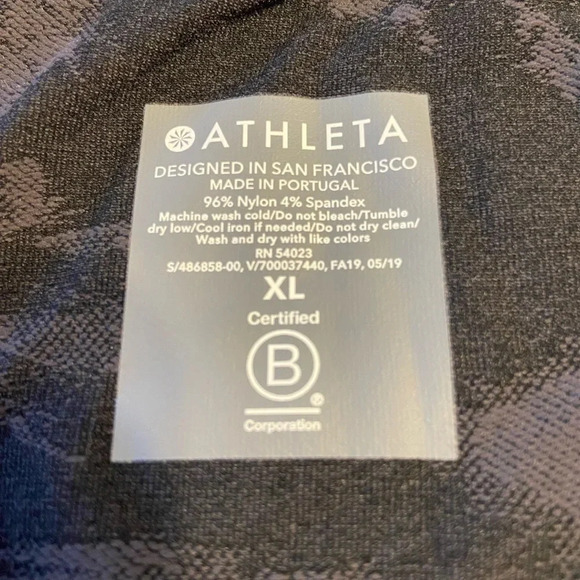 ATHLETA
DESIGNED IN SAN FRANCISCO
MADE IN PORTUGAL
96% Nylon 4% Spandex
Machine wash cold/Do not bleach/Tumble
dry low/Cool iron if needed/Do not dry clean/
Wash and dry with like colors
RN 54023
S/486858-00, V/700037440, FA19, 05/19
XL
Certified
B
®
Corporation